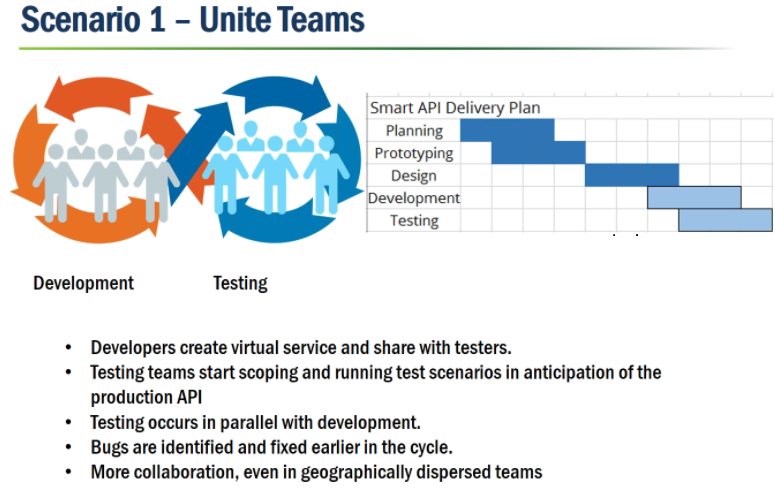 Scenario 1 – Unite Teams
Smart API Delivery Plan
Planning
Prototyping
Design
Development
Testing
Development
Testing
• Developers create virtual service and share with testers.
• Testing teams start scoping and running test scenarios in anticipation of the
production API
• Testing occurs in parallel with development.
• Bugs are identified and fixed earlier in the cycle.
• More collaboration, even in geographically dispersed teams